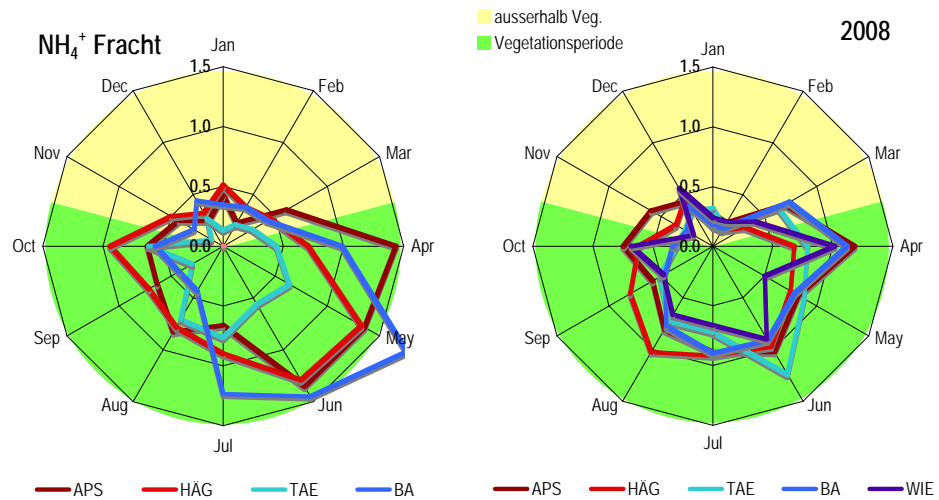 NH₄⁺ Fracht
ausserhalb Veg.
Vegetationsperiode
2008
Jan
Feb
Mar
Apr
May
Jun
Jul
Aug
Sep
Oct
Nov
Dec
1.5
1.0
0.5
0.0
Jan
Feb
Mar
Apr
May
Jun
Jul
Aug
Sep
Oct
Nov
Dec
1.5
1.0
0.5
0.0
APS HÄG TAE BA
APS HÄG TAE BA WIE